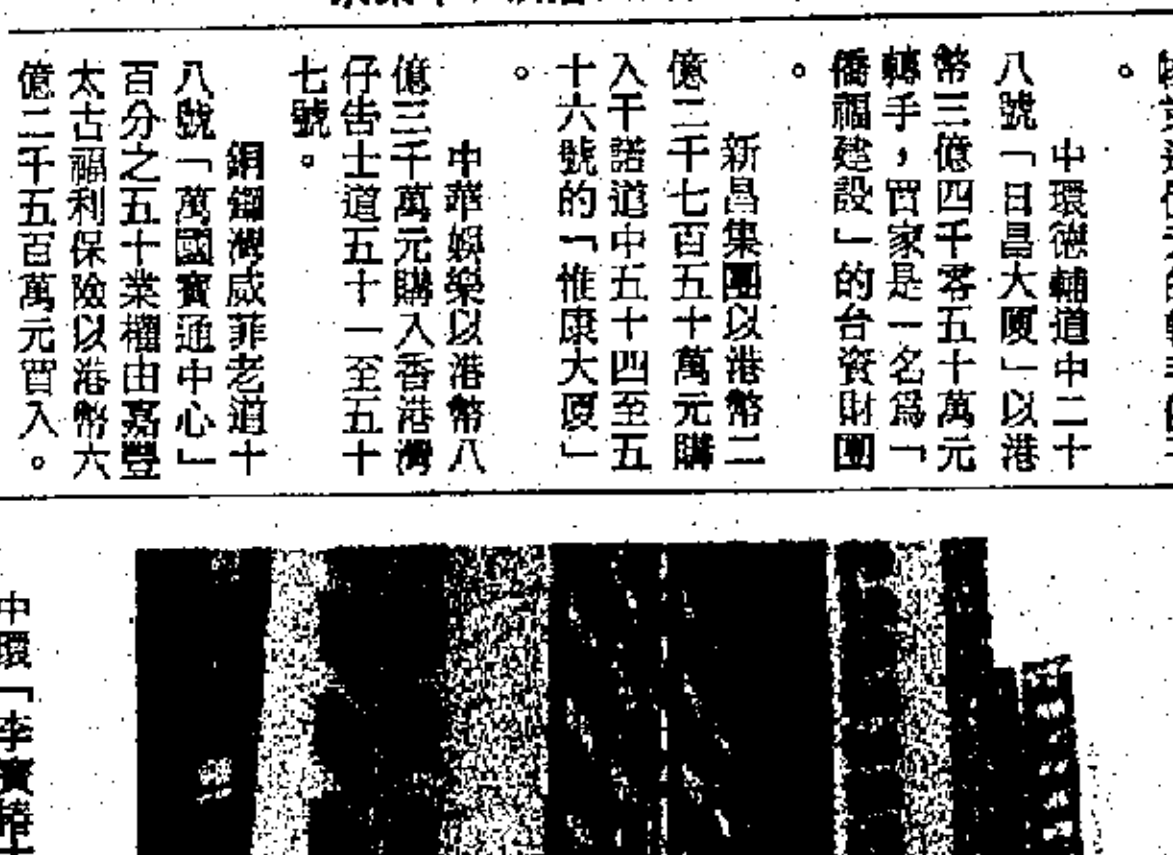 。
中環德輔道中二十
八號「日昌大廈」以港
幣三億四千零五十萬元
轉手，買家是一名爲「
僑福建設」的台資財團
。
新昌集團以港幣二
億二千七百五十萬元購
入干諾道中五十四至五
十六號的「惟康大廈」
。
中華娛樂以港幣八
億三千萬元購入香港灣
仔告士道五十一至五十
七號。
銅鑼灣威菲老道十
八號「萬國寶通中心」
百分之五十業權由嘉豐
太古福利保險以港幣六
億二千五百萬元買入。
中環「李寶椿